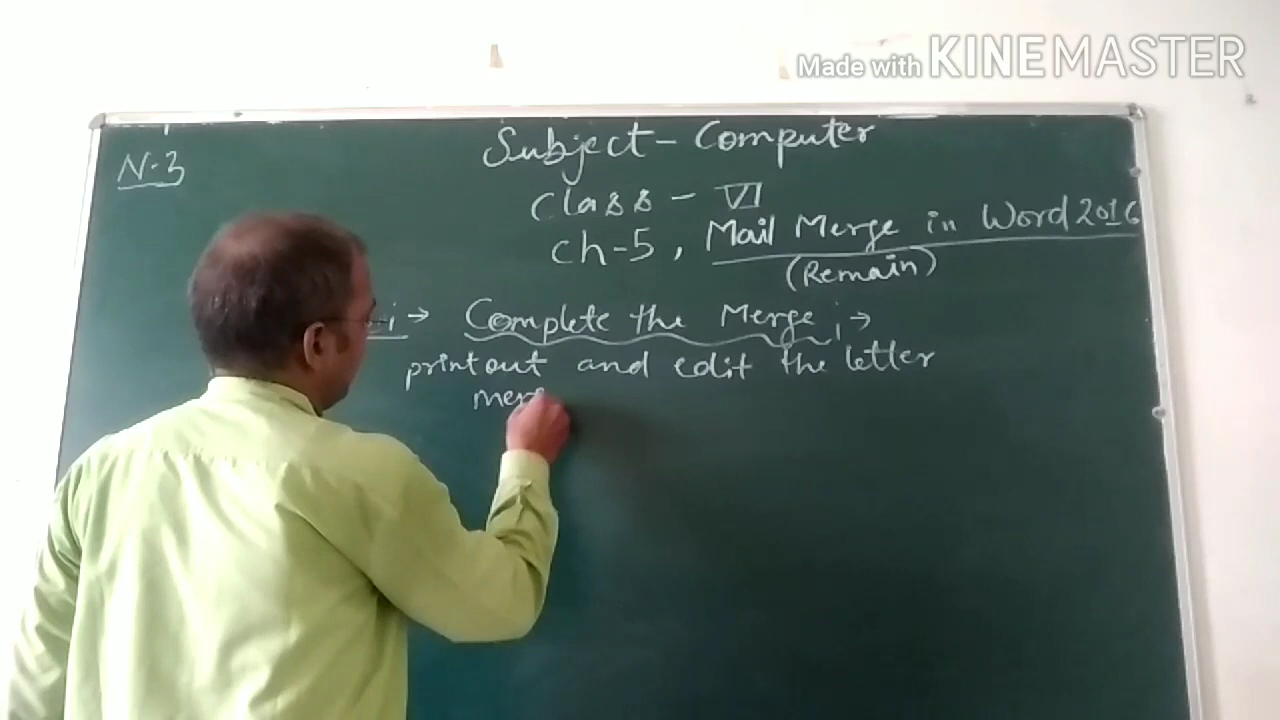 Made with KINEMASTER
N-3
Subject - Computer
Class - VI
Ch-5, Mail Merge in Word 2016
(Remain)
Complete the Merge :→
printout and edit the letter